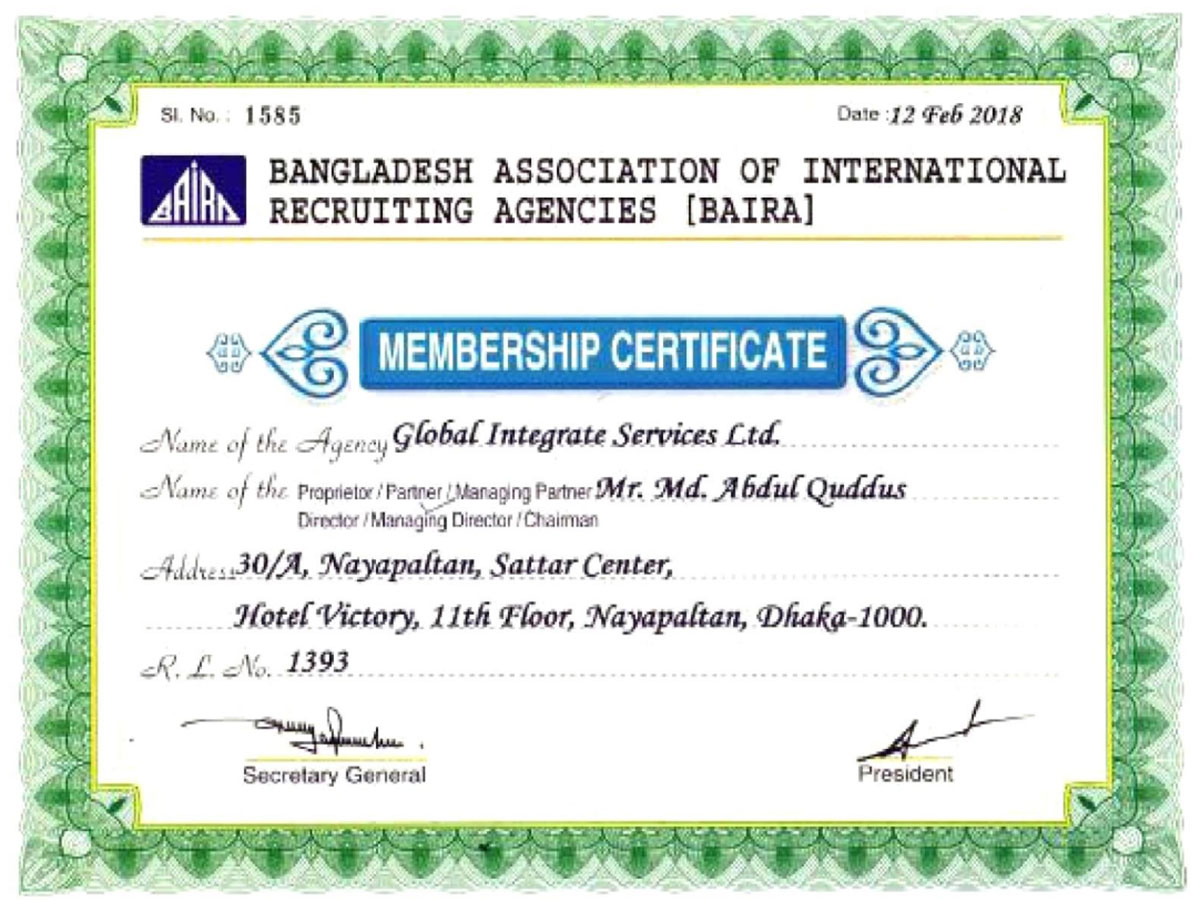 Sl. No. : 1585
Date : 12 Feb 2018
BAIRA
BANGLADESH ASSOCIATION OF INTERNATIONAL
RECRUITING AGENCIES [BAIRA]
MEMBERSHIP CERTIFICATE
Name of the Agency Global Integrate Services Ltd.
Name of the Proprietor / Partner / Managing Partner Mr. Md. Abdul Quddus
Director / Managing Director / Chairman
Address 30/A, Nayapaltan, Sattar Center,
Hotel Victory, 11th Floor, Nayapaltan, Dhaka-1000.
R. L. No. 1393
Secretary General
President